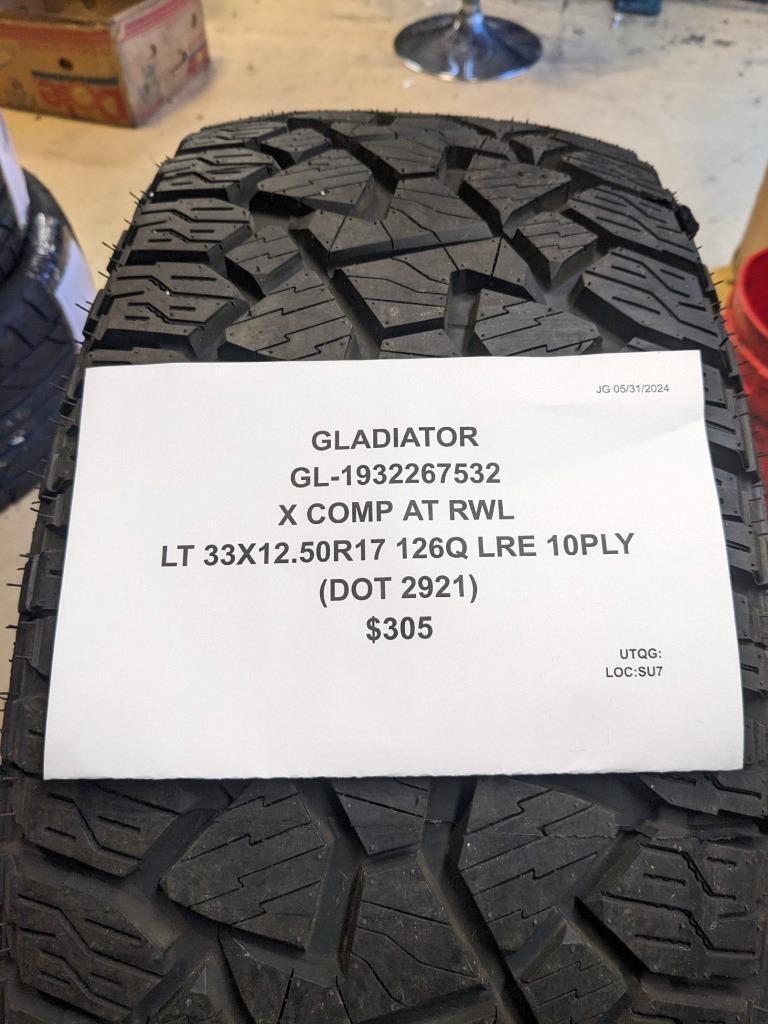 Dole
JG 05/31/2024
GLADIATOR
GL-1932267532
X COMP AT RWL
LT 33X12.50R17 126Q LRE 10PLY
(DOT 2921)
$305
UTQG:
LOC:SU7